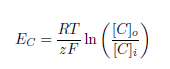 E_C = \frac{RT}{zF} \ln \left( \frac{[C]_o}{[C]_i} \right)